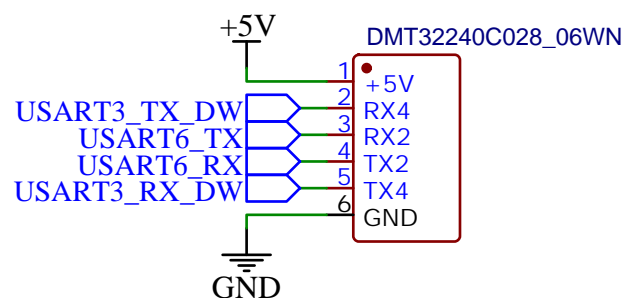 +5V
DMT32240C028_06WN
1 +5V
USART3_TX_DW 2 RX4
USART6_TX 3 RX2
USART6_RX 4 TX2
USART3_RX_DW 5 TX4
6 GND
GND